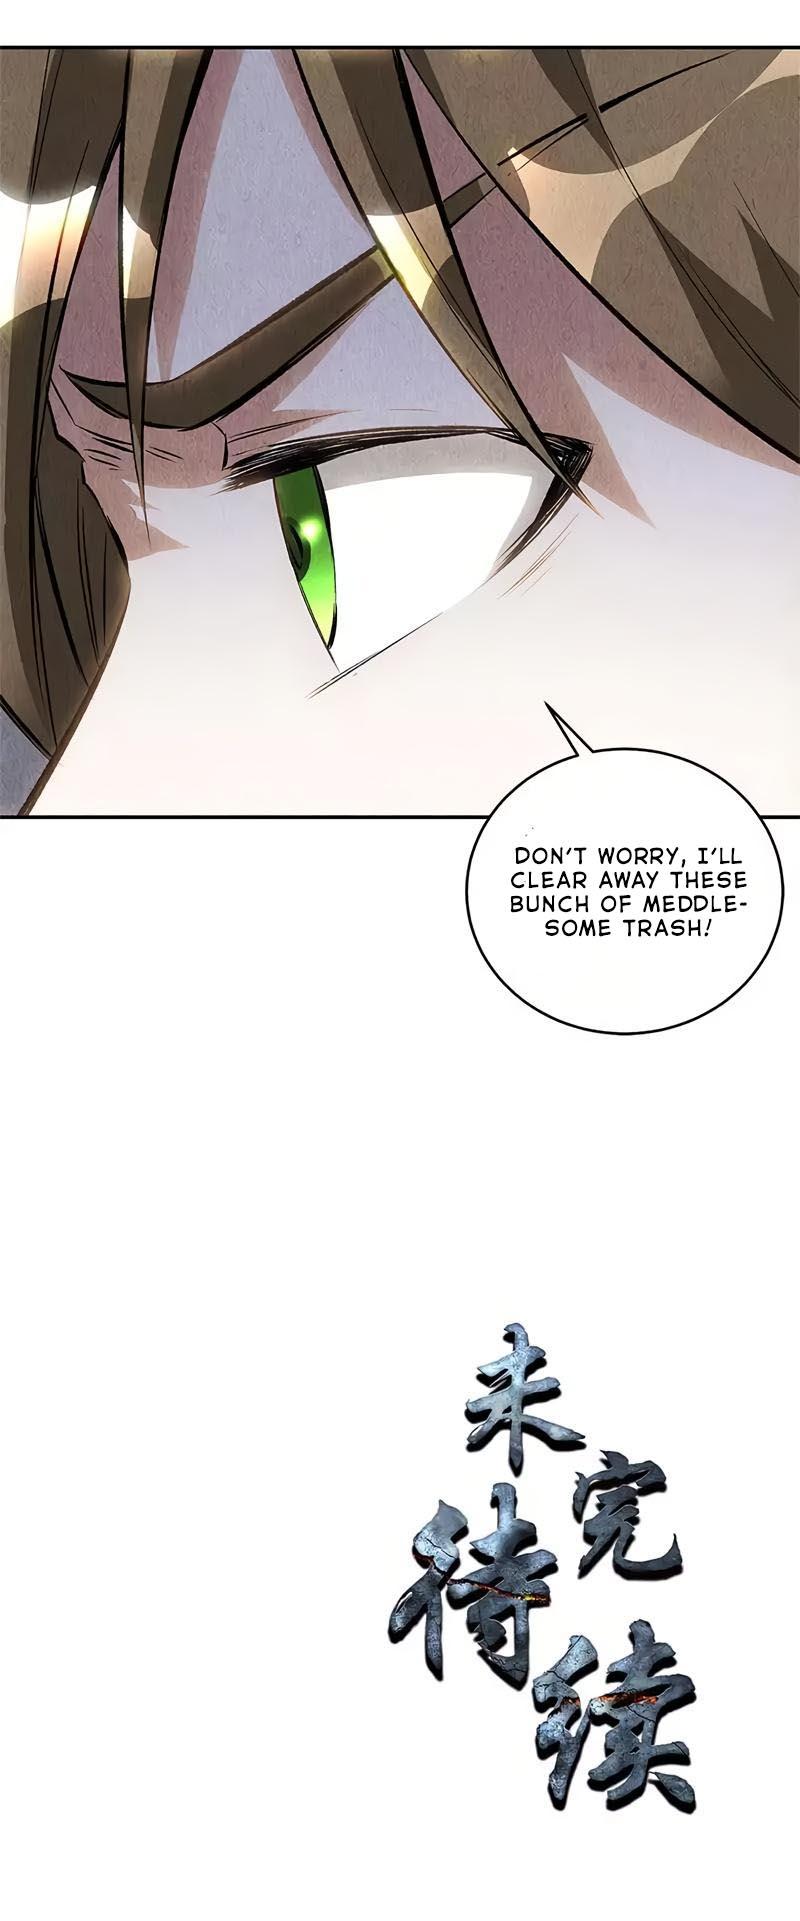 DON'T WORRY, I'LL
CLEAR AWAY THESE
BUNCH OF MEDDLE-
SOME TRASH!
未完
待续